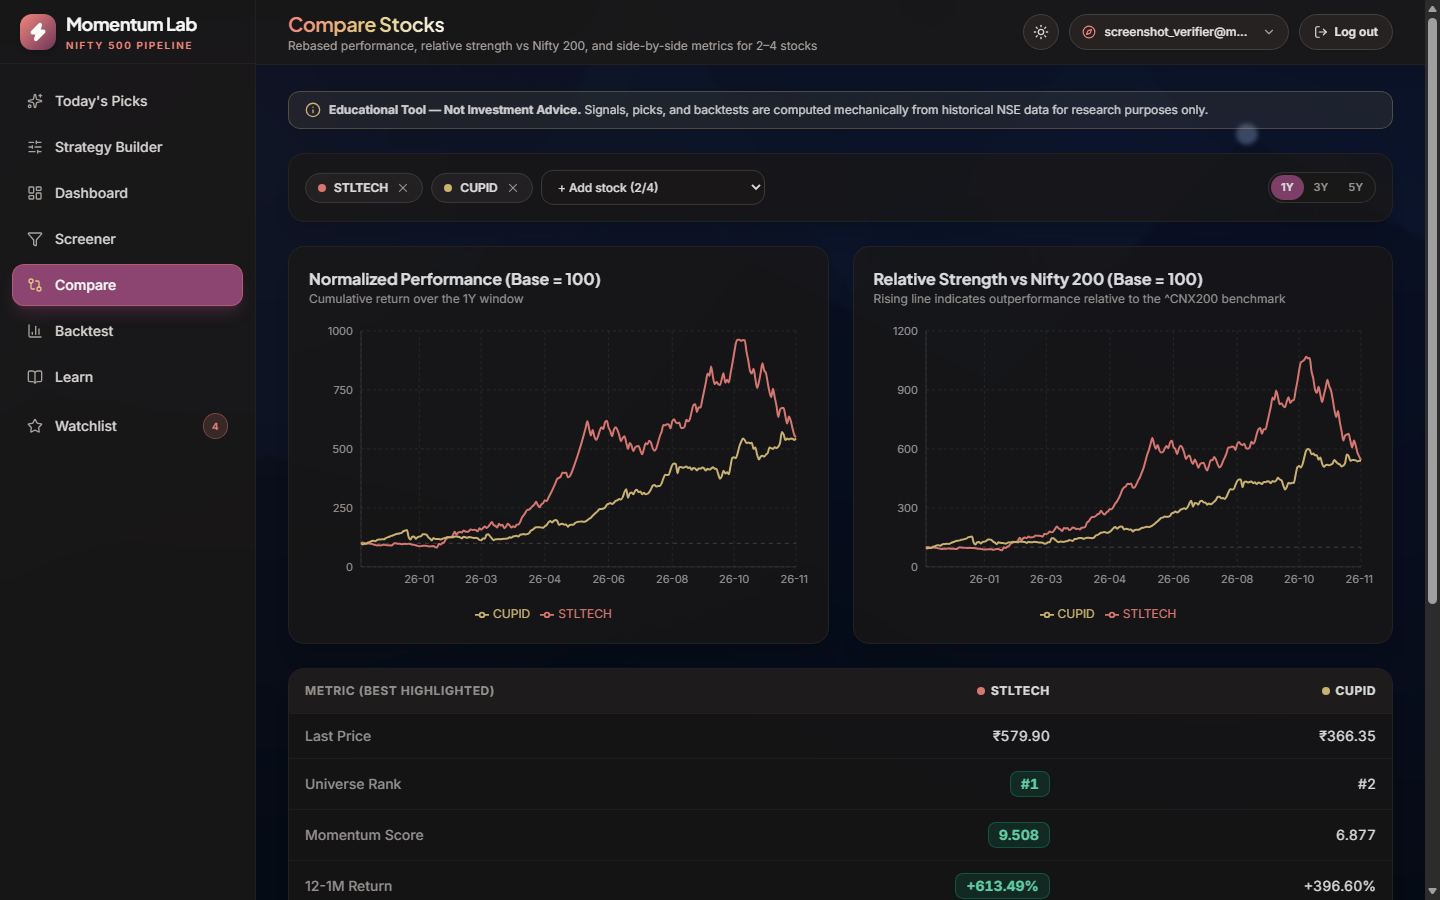 Momentum Lab
NIFTY 500 PIPELINE
Today's Picks
Strategy Builder
Dashboard
Screener
Compare
Backtest
Learn
Watchlist
4
Compare Stocks
Rebased performance, relative strength vs Nifty 200, and side-by-side metrics for 2–4 stocks
screenshot_verifier@m...
Log out
Educational Tool — Not Investment Advice. Signals, picks, and backtests are computed mechanically from historical NSE data for research purposes only.
STLTECH
CUPID
+ Add stock (2/4)
1Y 3Y 5Y
Normalized Performance (Base = 100)
Cumulative return over the 1Y window
1000
750
500
250
0
26-01 26-03 26-04 26-06 26-08 26-10 26-11
CUPID STLTECH
Relative Strength vs Nifty 200 (Base = 100)
Rising line indicates outperformance relative to the ^CNX200 benchmark
1200
900
600
300
0
26-01 26-03 26-04 26-06 26-08 26-10 26-11
CUPID STLTECH
METRIC (BEST HIGHLIGHTED) STLTECH CUPID
Last Price ₹579.90 ₹366.35
Universe Rank #1 #2
Momentum Score 9.508 6.877
12-1M Return +613.49% +396.60%